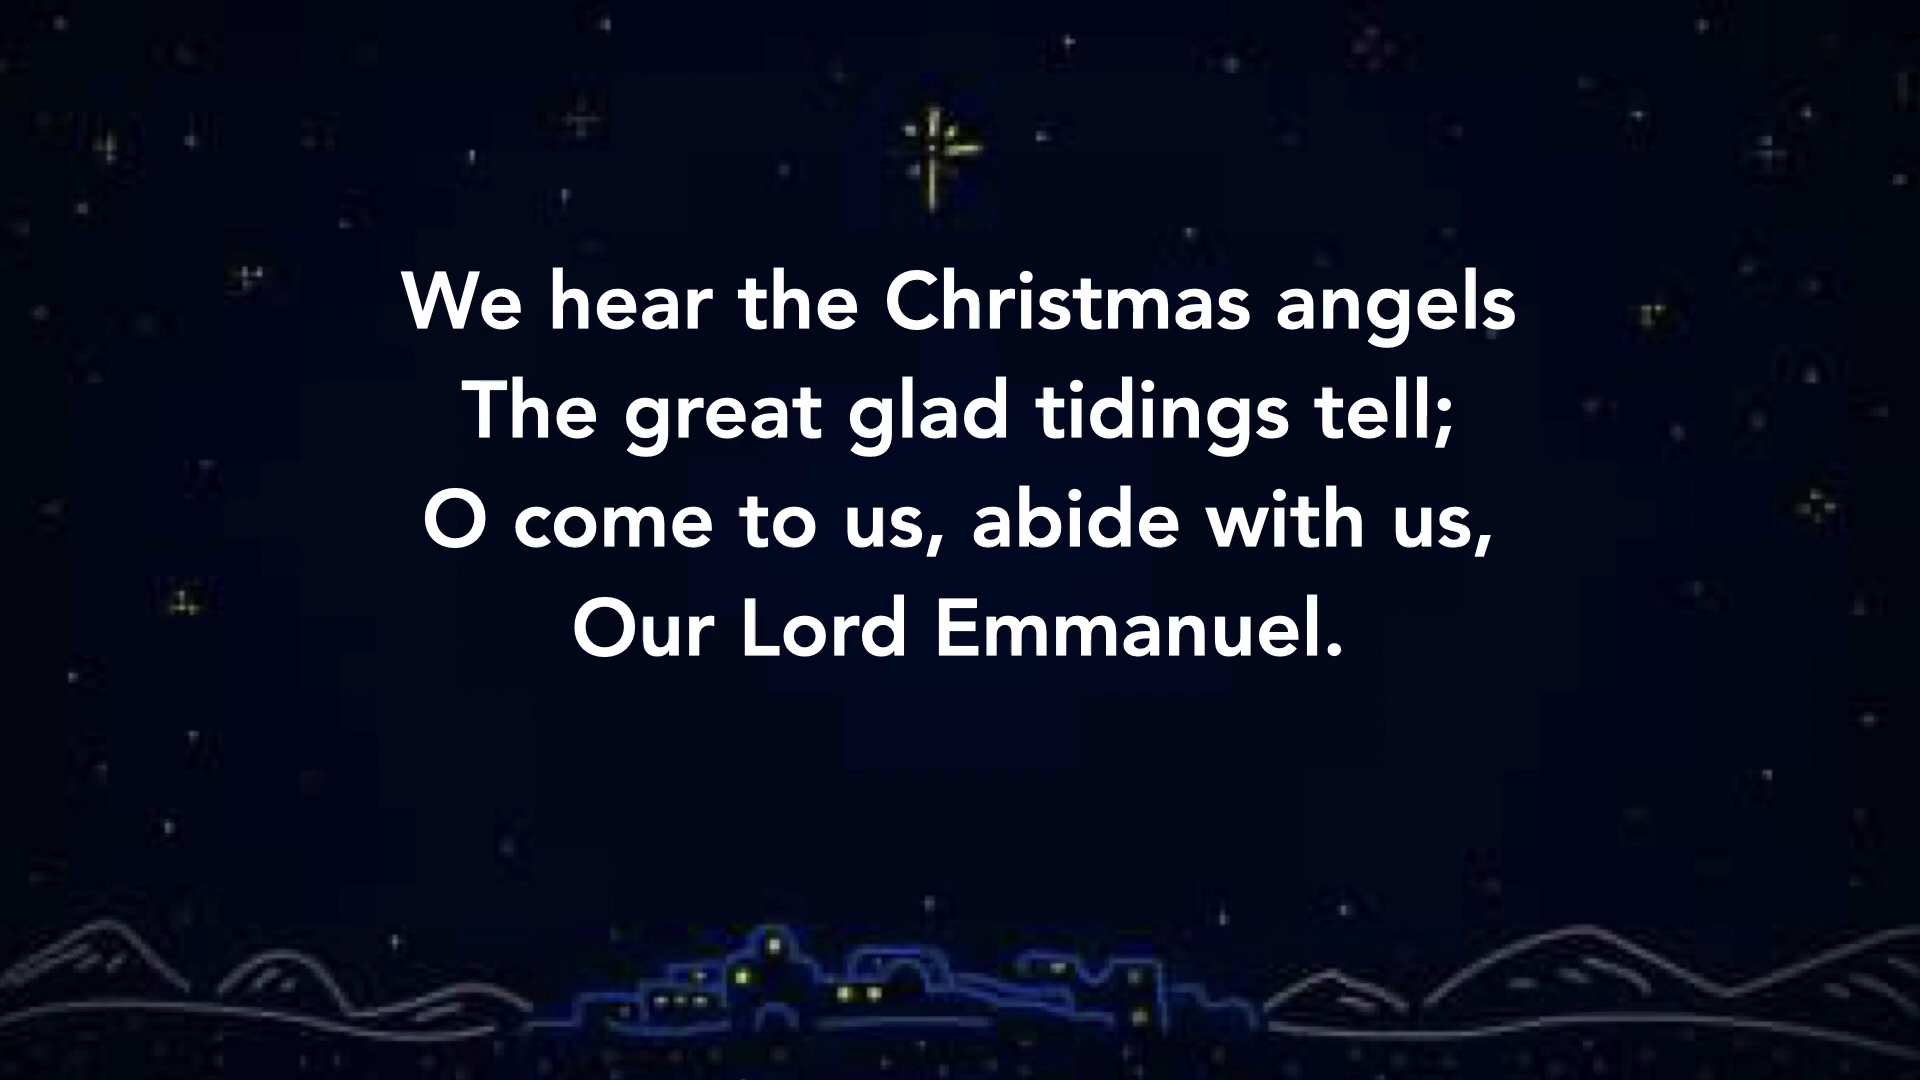 We hear the Christmas angels
The great glad tidings tell;
O come to us, abide with us,
Our Lord Emmanuel.